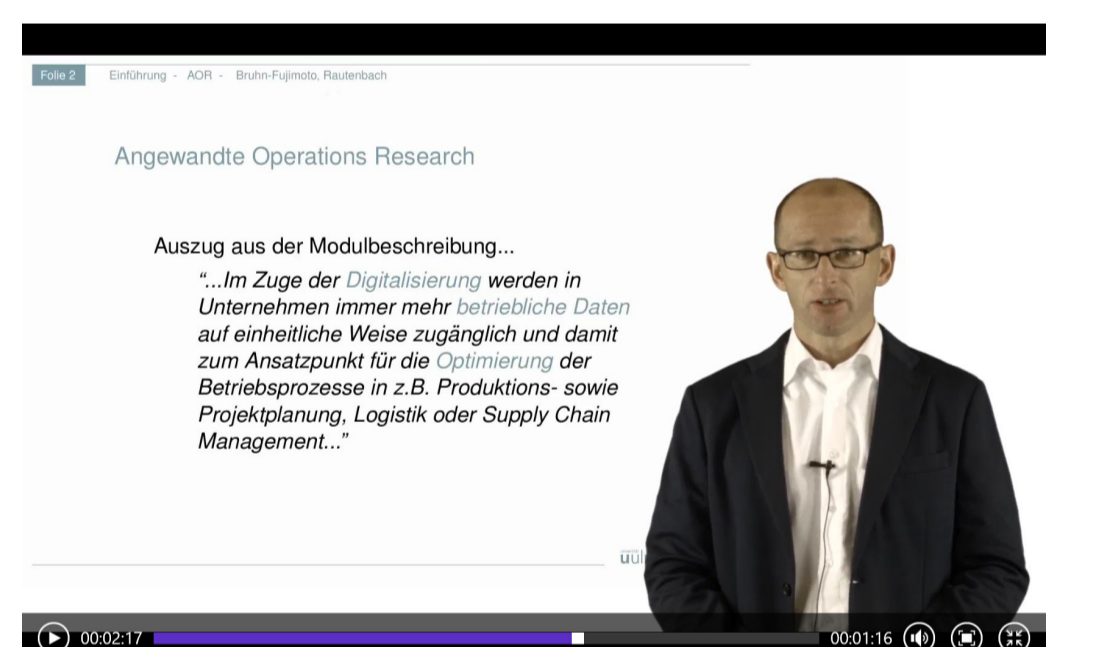 Folie 2 Einführung - AOR - Bruhn-Fujimoto, Rautenbach
Angewandte Operations Research
Auszug aus der Modulbeschreibung...
“...Im Zuge der Digitalisierung werden in
Unternehmen immer mehr betriebliche Daten
auf einheitliche Weise zugänglich und damit
zum Ansatzpunkt für die Optimierung der
Betriebsprozesse in z.B. Produktions- sowie
Projektplanung, Logistik oder Supply Chain
Management...”
00:02:17 00:01:16